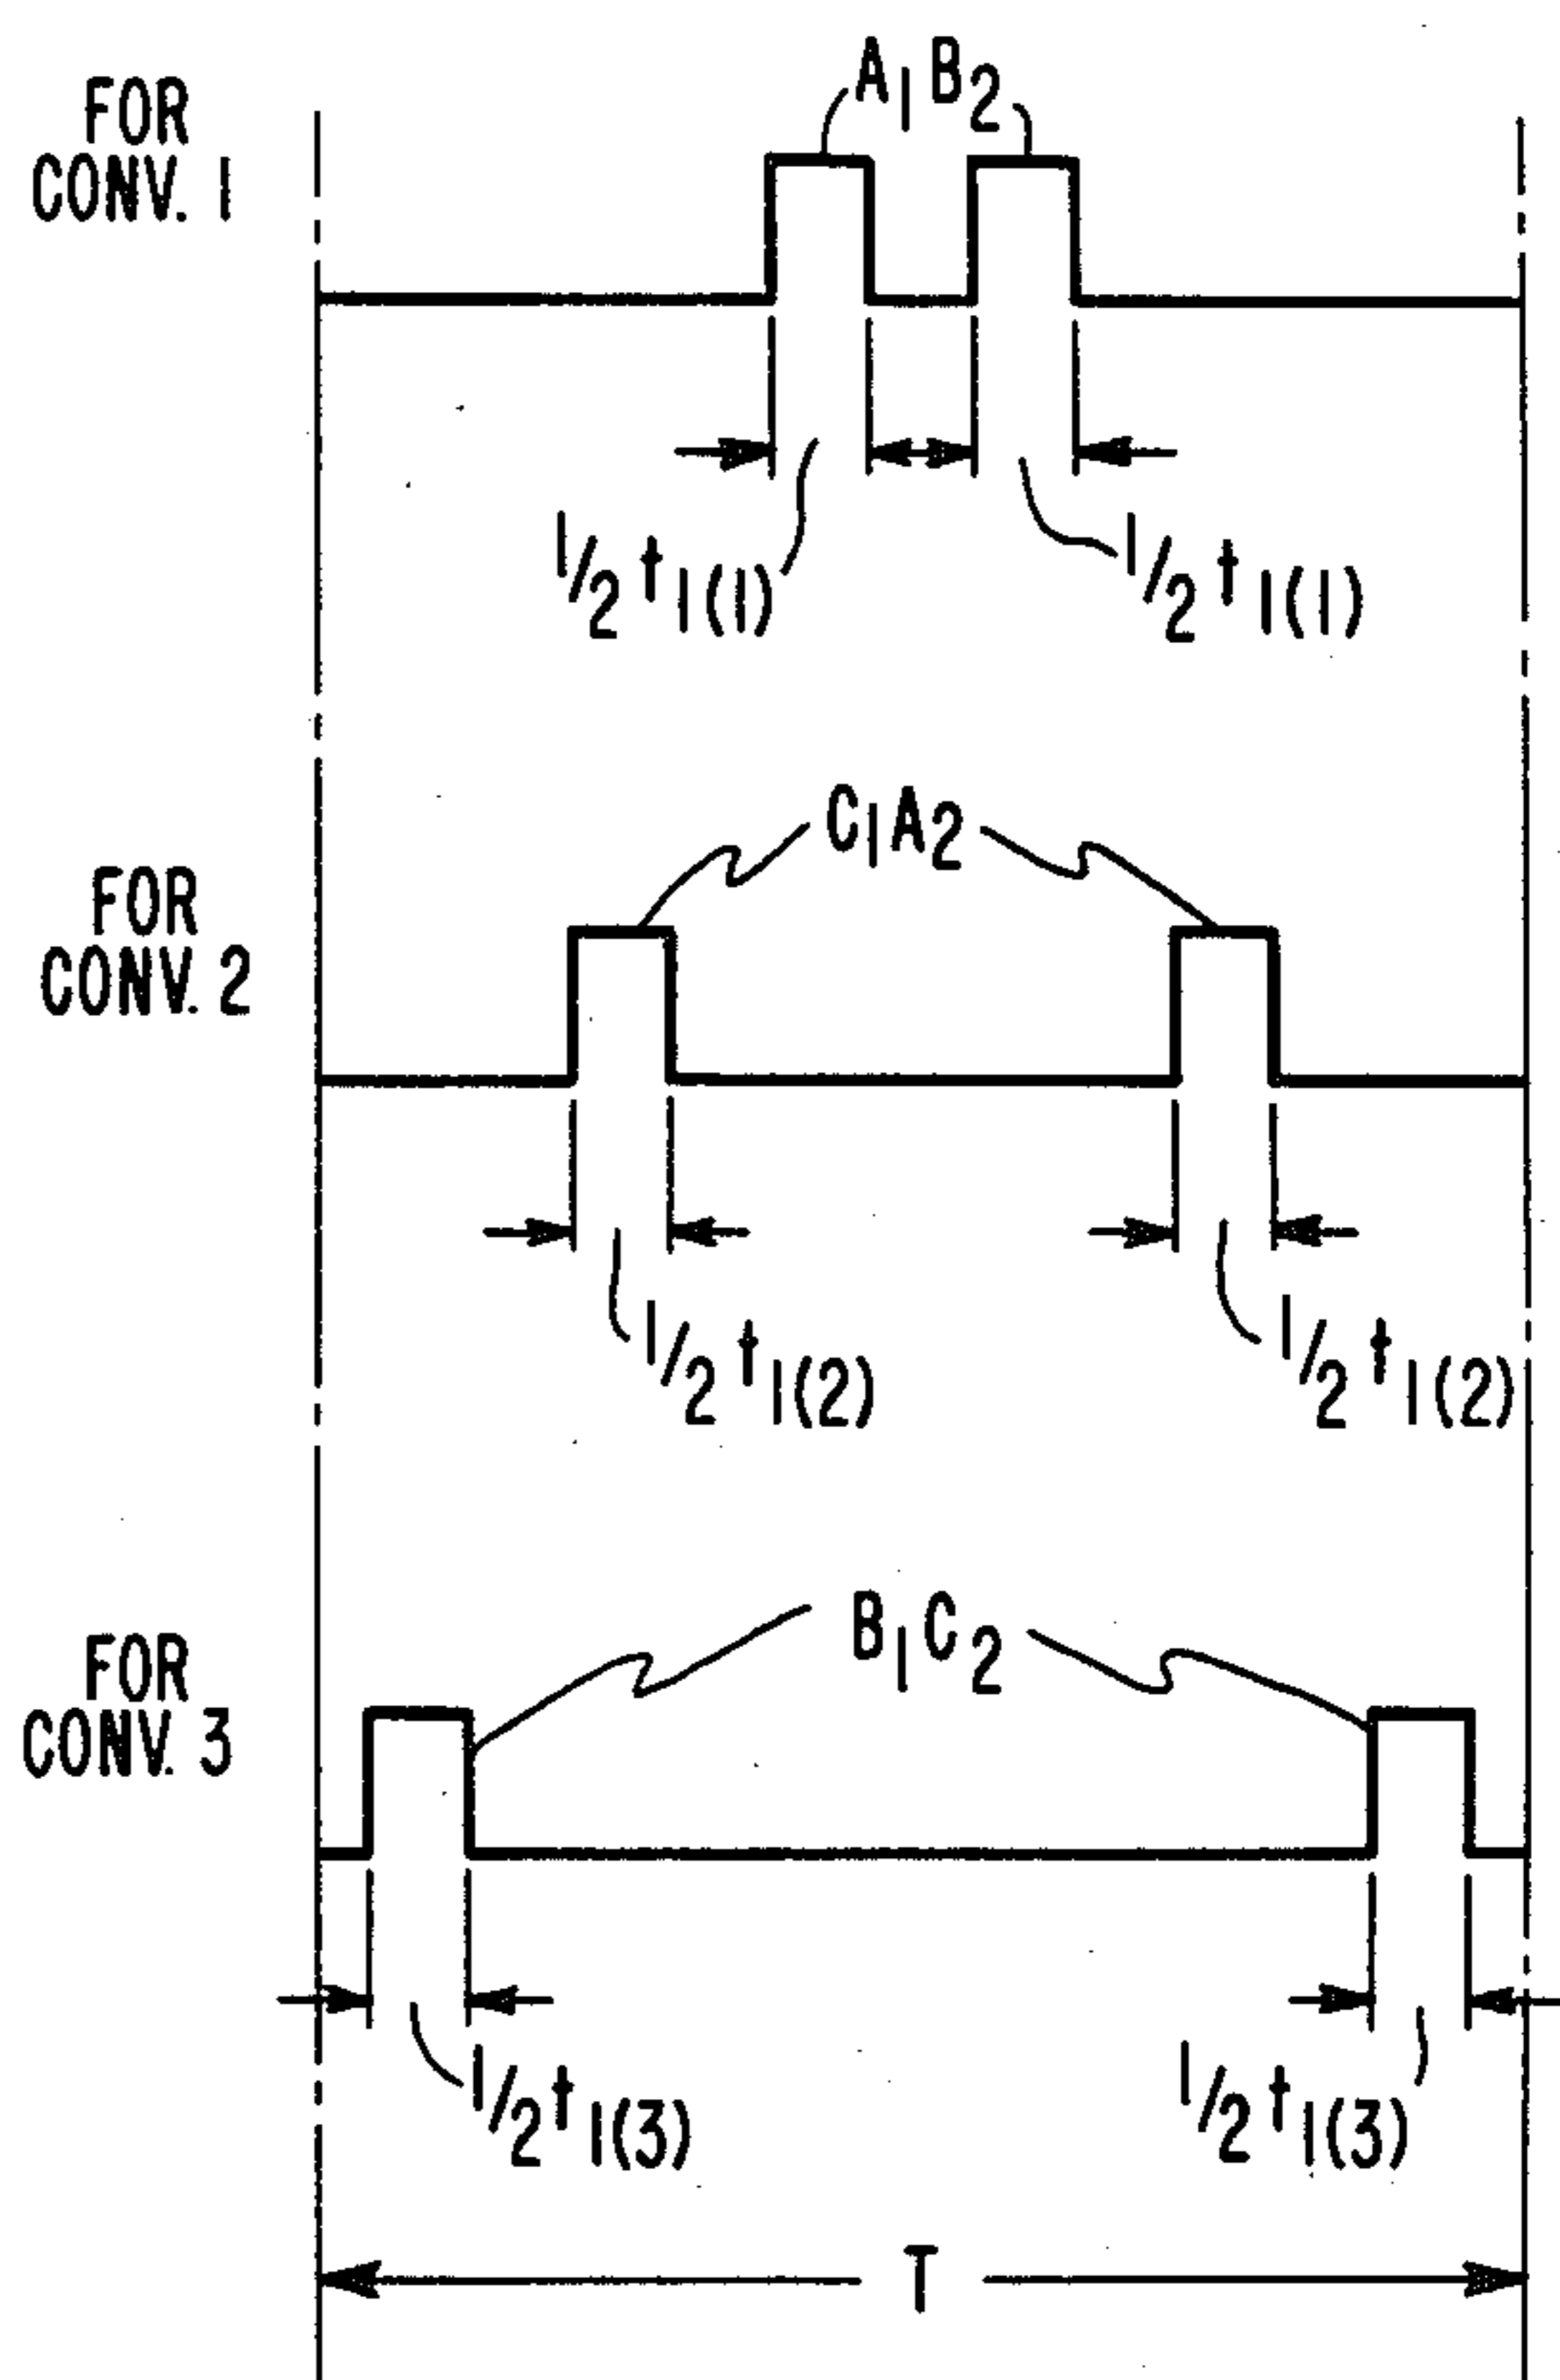 FOR
CONV. 1
A1B2
1/2 t1(1)
1/2 t1(1)
FOR
CONV. 2
C1A2
1/2 t1(2)
1/2 t1(2)
FOR
CONV. 3
B1C2
1/2 t1(3)
1/2 t1(3)
T